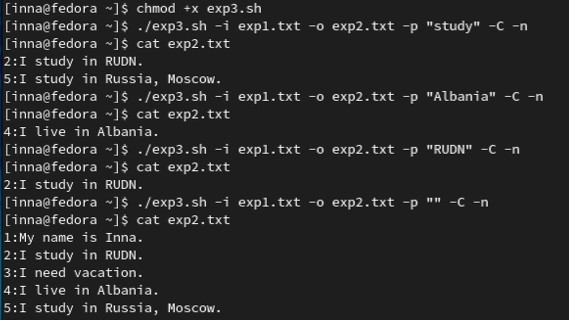 [inna@fedora ~]$ chmod +x exp3.sh
[inna@fedora ~]$ ./exp3.sh -i exp1.txt -o exp2.txt -p "study" -C -n
[inna@fedora ~]$ cat exp2.txt
2:I study in RUDN.
5:I study in Russia, Moscow.
[inna@fedora ~]$ ./exp3.sh -i exp1.txt -o exp2.txt -p "Albania" -C -n
[inna@fedora ~]$ cat exp2.txt
4:I live in Albania.
[inna@fedora ~]$ ./exp3.sh -i exp1.txt -o exp2.txt -p "RUDN" -C -n
[inna@fedora ~]$ cat exp2.txt
2:I study in RUDN.
[inna@fedora ~]$ ./exp3.sh -i exp1.txt -o exp2.txt -p "" -C -n
[inna@fedora ~]$ cat exp2.txt
1:My name is Inna.
2:I study in RUDN.
3:I need vacation.
4:I live in Albania.
5:I study in Russia, Moscow.